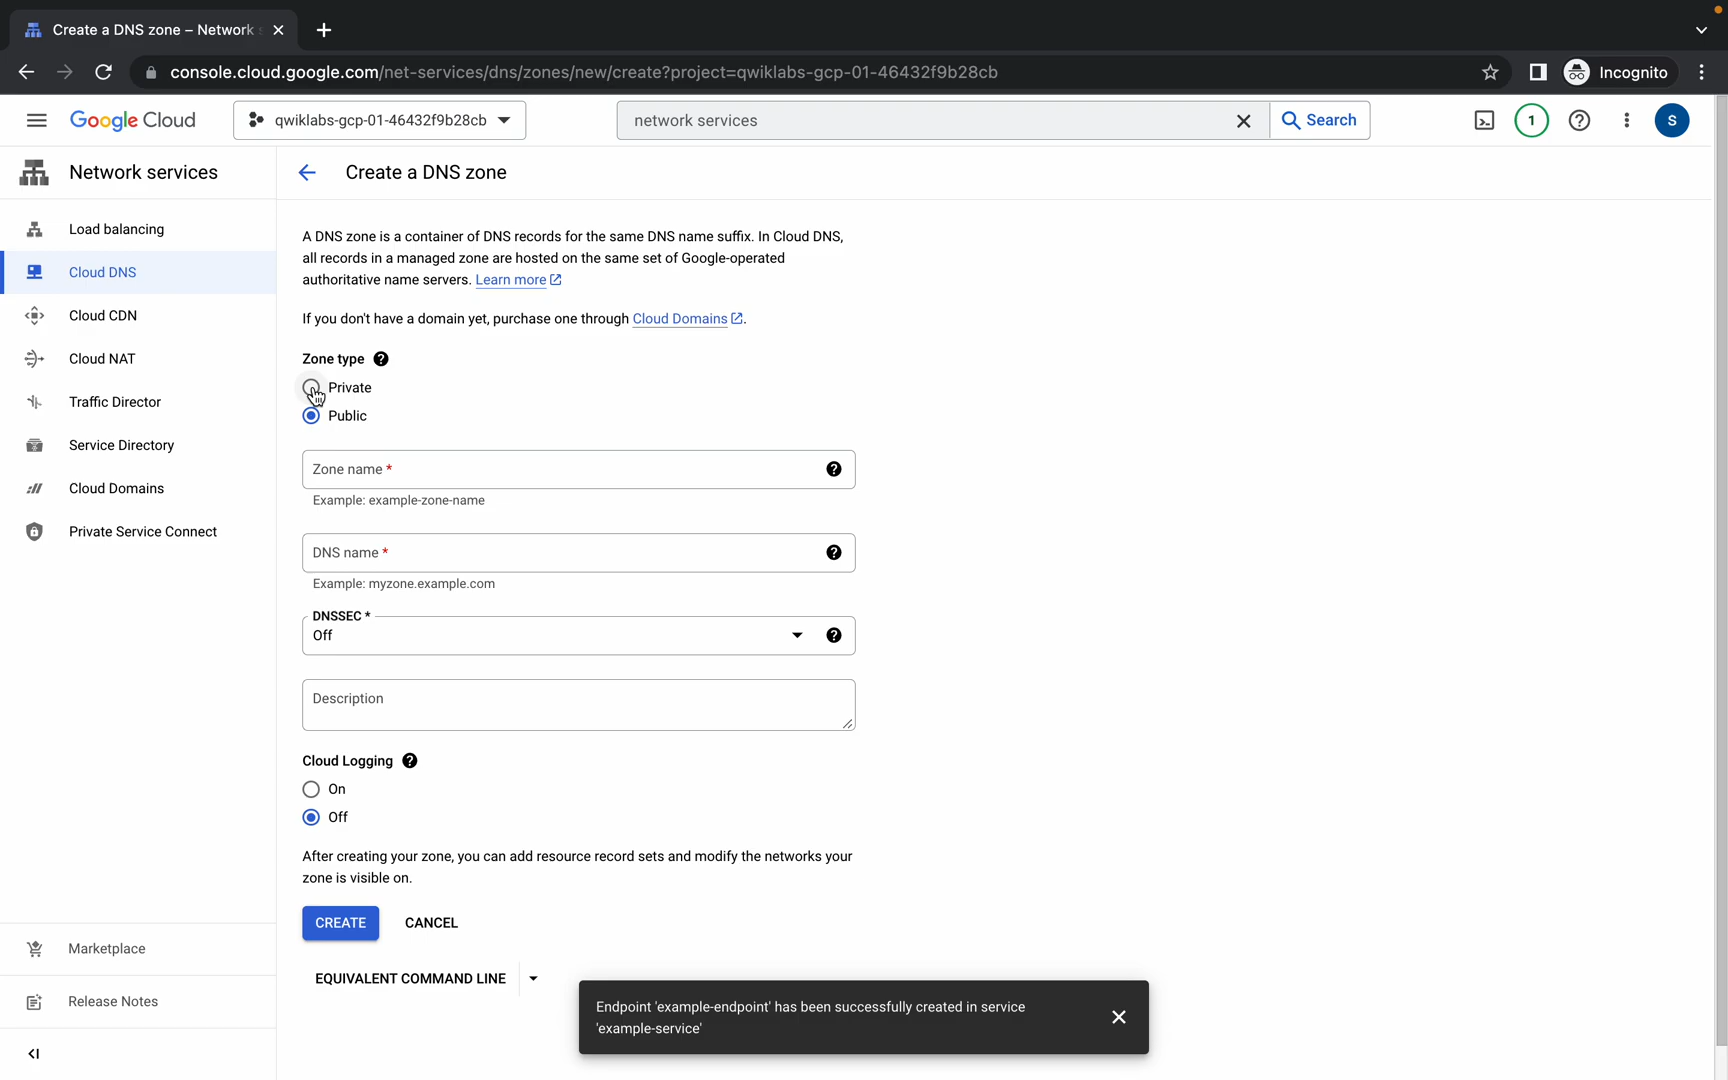 Create a DNS zone – Network s
console.cloud.google.com/net-services/dns/zones/new/create?project=qwiklabs-gcp-01-46432f9b28cb
Incognito
Google Cloud
qwiklabs-gcp-01-46432f9b28cb
network services
Search
1
S
Network services
Create a DNS zone
Load balancing
Cloud DNS
Cloud CDN
Cloud NAT
Traffic Director
Service Directory
Cloud Domains
Private Service Connect
A DNS zone is a container of DNS records for the same DNS name suffix. In Cloud DNS,
all records in a managed zone are hosted on the same set of Google-operated
authoritative name servers. Learn more
If you don't have a domain yet, purchase one through Cloud Domains.
Zone type
Private
Public
Zone name *
Example: example-zone-name
DNS name *
Example: myzone.example.com
DNSSEC *
Off
Description
Cloud Logging
On
Off
After creating your zone, you can add resource record sets and modify the networks your
zone is visible on.
CREATE
CANCEL
EQUIVALENT COMMAND LINE
Marketplace
Release Notes
Endpoint 'example-endpoint' has been successfully created in service
'example-service'